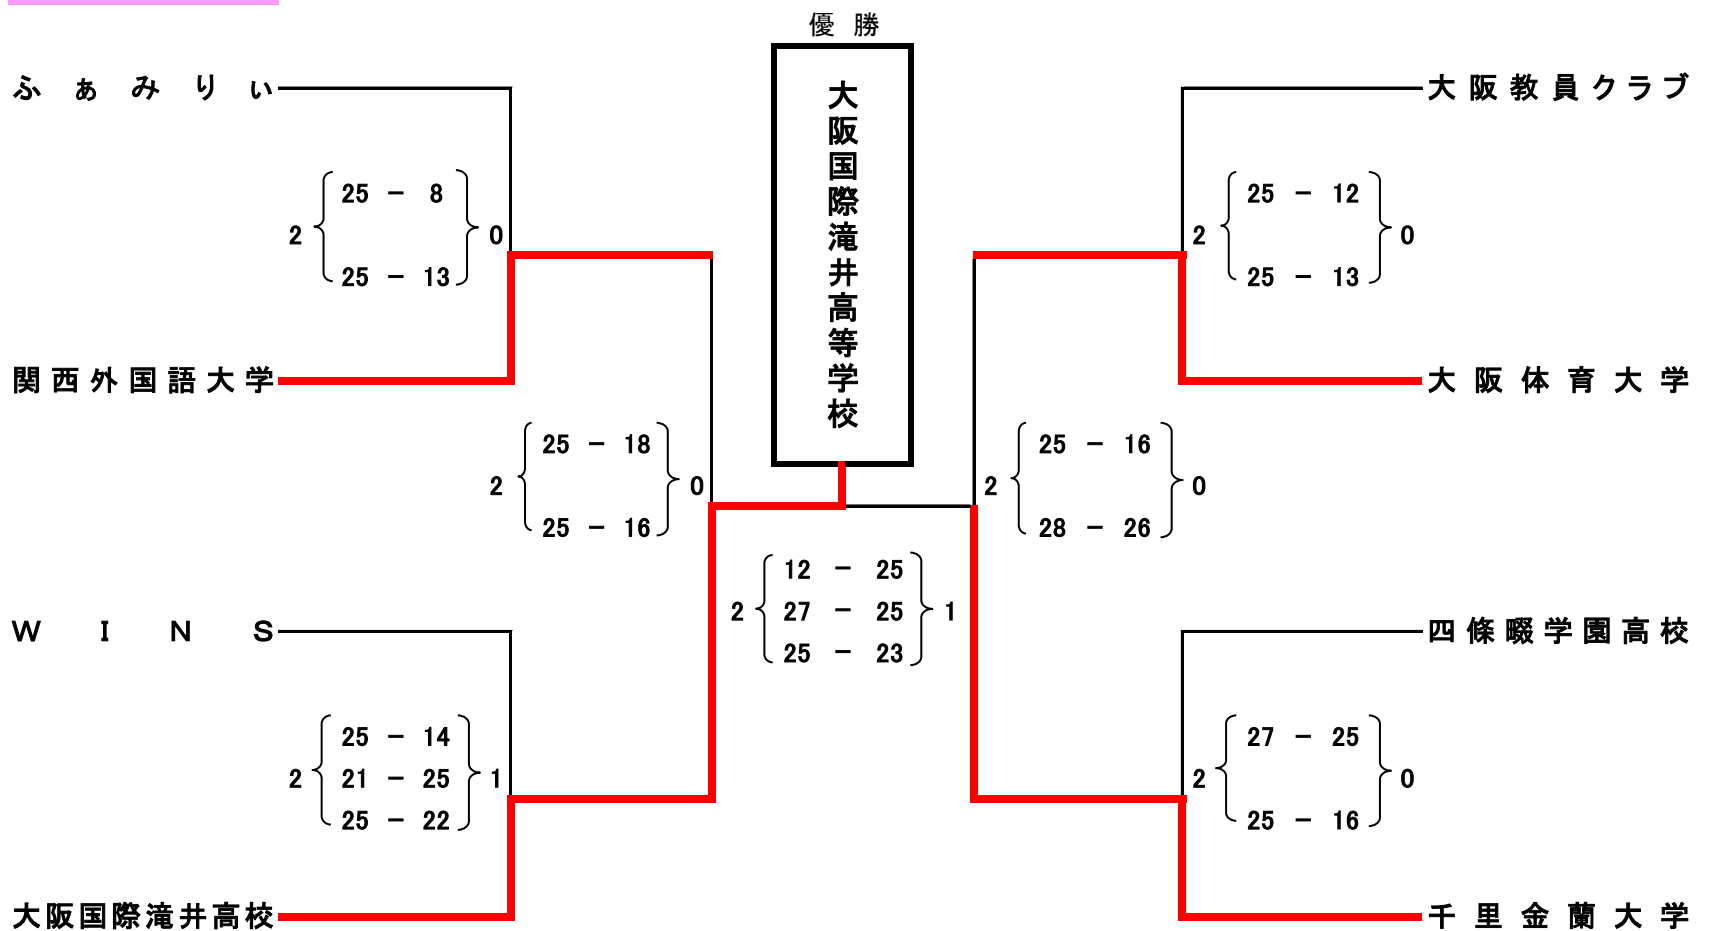 優 勝
大阪国際滝井高等学校
ふぁみりぃ
大阪教員クラブ
25 － 8
2 0
25 － 13
25 － 12
2 0
25 － 13
関西外国語大学
大阪体育大学
25 － 18
2 0
25 － 16
25 － 16
2 0
28 － 26
12 － 25
2 27 － 25 1
25 － 23
ＷＩＮＳ
四條畷学園高校
25 － 14
2 21 － 25 1
25 － 22
27 － 25
2 0
25 － 16
大阪国際滝井高校
千里金蘭大学